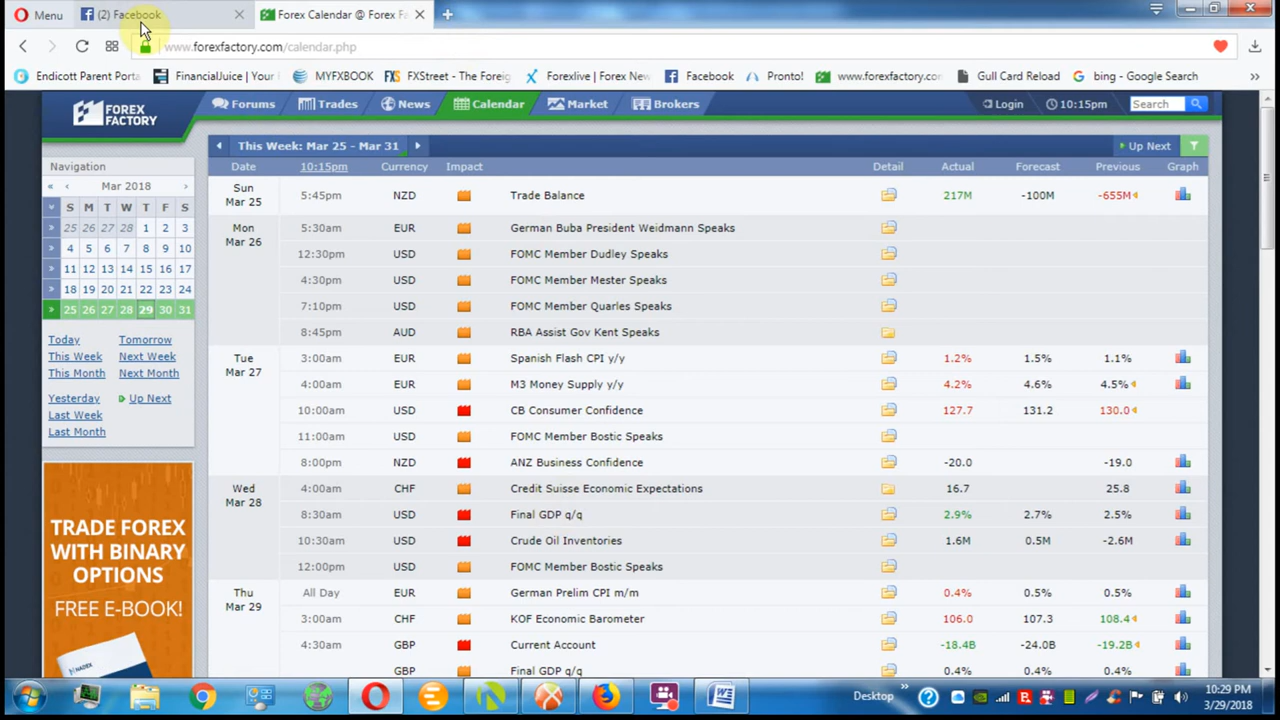 Menu
(2) Facebook
Forex Calendar @ Forex Fa
www.forexfactory.com/calendar.php
Endicott Parent Porta
FinancialJuice | Your i
MYFXBOOK
FXS FXStreet - The Foreig
Forexlive | Forex New
Facebook
Pronto!
www.forexfactory.co
Gull Card Reload
bing - Google Search
»
FOREX
FACTORY
Forums
Trades
News
Calendar
Market
Brokers
Login
10:15pm
Search
Navigation
« ‹ Mar 2018 ›
S M T W T F S
» 25 26 27 28 1 2 3
» 4 5 6 7 8 9 10
» 11 12 13 14 15 16 17
» 18 19 20 21 22 23 24
» 25 26 27 28 29 30 31
Today Tomorrow
This Week Next Week
This Month Next Month
Yesterday Up Next
Last Week
Last Month
TRADE FOREX
WITH BINARY
OPTIONS
FREE E-BOOK!
NADEX
This Week: Mar 25 - Mar 31
Up Next
Date 10:15pm Currency Impact Detail Actual Forecast Previous Graph
Sun Mar 25 5:45pm NZD Trade Balance 217M -100M -655M
Mon Mar 26 5:30am EUR German Buba President Weidmann Speaks
12:30pm USD FOMC Member Dudley Speaks
4:30pm USD FOMC Member Mester Speaks
7:10pm USD FOMC Member Quarles Speaks
8:45pm AUD RBA Assist Gov Kent Speaks
Tue Mar 27 3:00am EUR Spanish Flash CPI y/y 1.2% 1.5% 1.1%
4:00am EUR M3 Money Supply y/y 4.2% 4.6% 4.5%
10:00am USD CB Consumer Confidence 127.7 131.2 130.0
11:00am USD FOMC Member Bostic Speaks
8:00pm NZD ANZ Business Confidence -20.0 -19.0
Wed Mar 28 4:00am CHF Credit Suisse Economic Expectations 16.7 25.8
8:30am USD Final GDP q/q 2.9% 2.7% 2.5%
10:30am USD Crude Oil Inventories 1.6M 0.5M -2.6M
12:00pm USD FOMC Member Bostic Speaks
Thu Mar 29 All Day EUR German Prelim CPI m/m 0.4% 0.5% 0.5%
3:00am CHF KOF Economic Barometer 106.0 107.3 108.4
4:30am GBP Current Account -18.4B -24.0B -19.2B
GBP Final GDP q/q 0.4% 0.4% 0.4%
Desktop
»
10:29 PM
3/29/2018